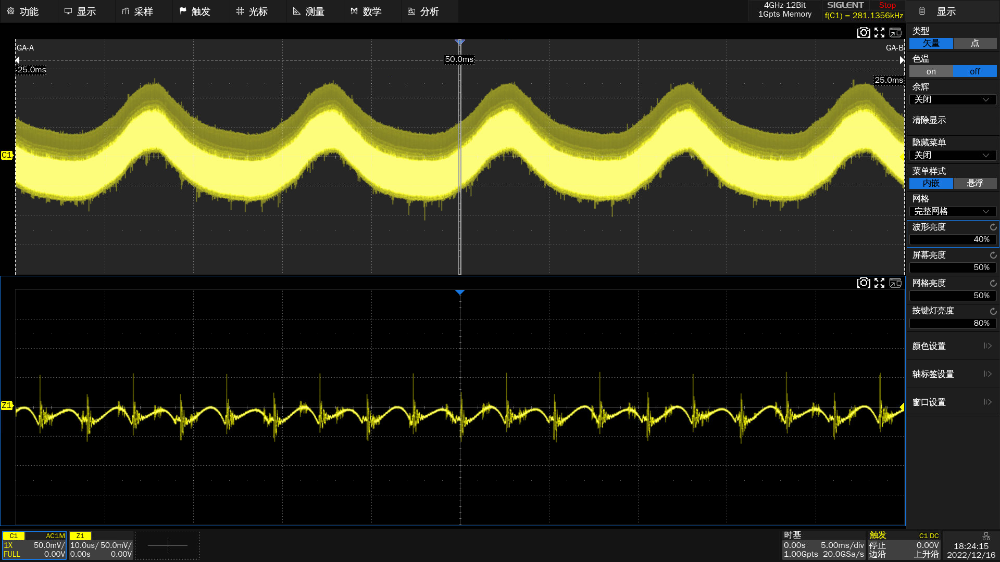 功能 显示 采样 触发 光标 测量 数学 分析
4GHz-12Bit
1Gpts Memory
SIGLENT Stop
f(C1) = 281.1356kHz
显示
GA-A
GA-B
50.0ms
-25.0ms
25.0ms
C1
Z1
类型
矢量 点
色温
on off
余辉
关闭
清除显示
隐藏菜单
关闭
菜单样式
内嵌 悬浮
网格
完整网格
波形亮度
40%
屏幕亮度
50%
网格亮度
50%
按键灯亮度
80%
颜色设置
轴标签设置
窗口设置
C1 AC1M
1X 50.0mV/
FULL 0.00V
Z1
10.0us/ 50.0mV/
0.00s 0.00V
时基
0.00s 5.00ms/div
1.00Gpts 20.0GSa/s
触发 C1 DC
停止 0.00V
边沿 上升沿
18:24:15
2022/12/16